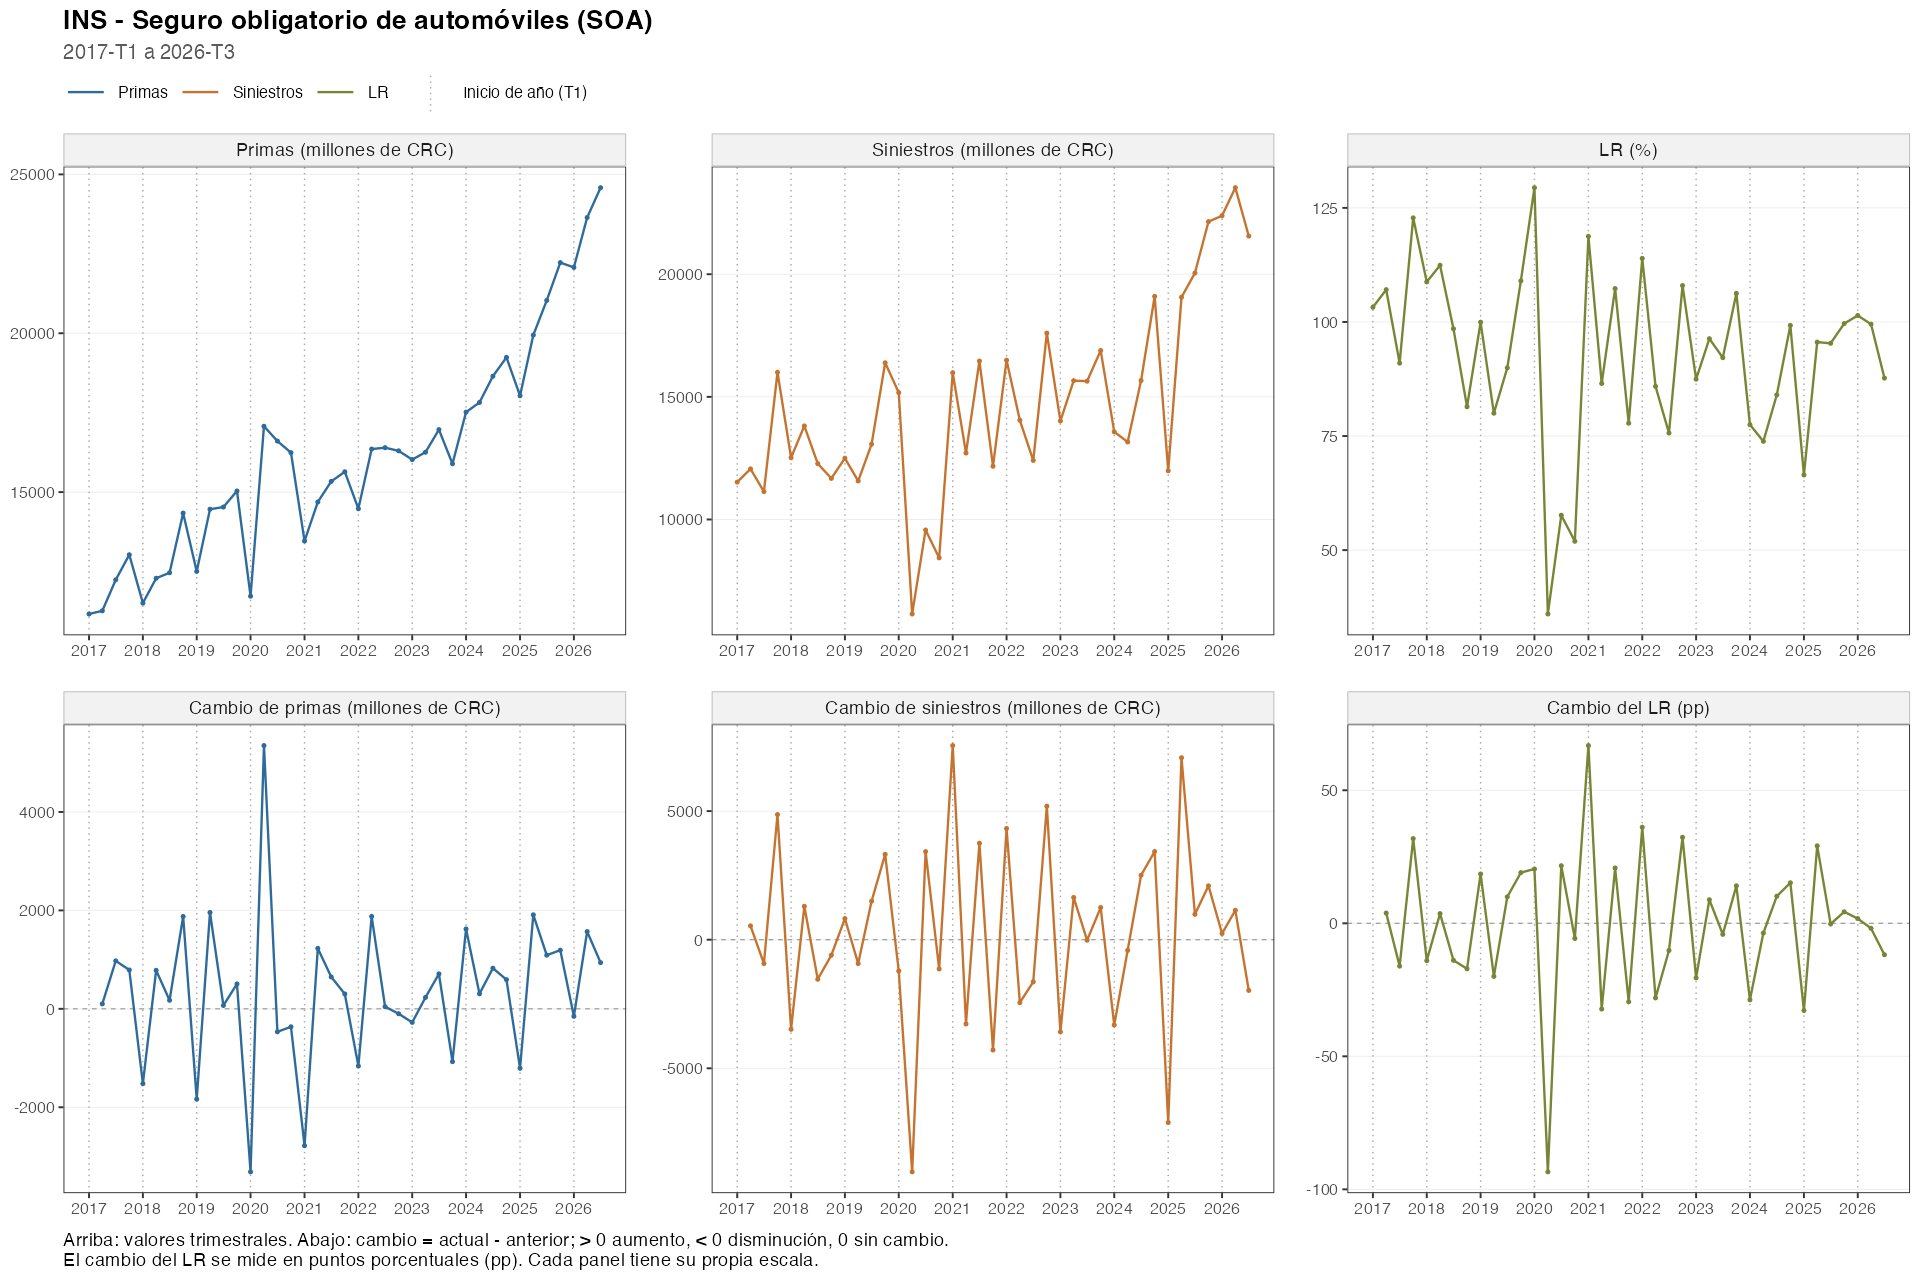 INS - Seguro obligatorio de automóviles (SOA)
2017-T1 a 2026-T3
Primas Siniestros LR Inicio de año (T1)
Primas (millones de CRC)
25000
20000
15000
2017 2018 2019 2020 2021 2022 2023 2024 2025 2026
Siniestros (millones de CRC)
20000
15000
10000
2017 2018 2019 2020 2021 2022 2023 2024 2025 2026
LR (%)
125
100
75
50
2017 2018 2019 2020 2021 2022 2023 2024 2025 2026
Cambio de primas (millones de CRC)
4000
2000
0
-2000
2017 2018 2019 2020 2021 2022 2023 2024 2025 2026
Cambio de siniestros (millones de CRC)
5000
0
-5000
2017 2018 2019 2020 2021 2022 2023 2024 2025 2026
Cambio del LR (pp)
50
0
-50
-100
2017 2018 2019 2020 2021 2022 2023 2024 2025 2026
Arriba: valores trimestrales. Abajo: cambio = actual - anterior; > 0 aumento, < 0 disminución, 0 sin cambio.
El cambio del LR se mide en puntos porcentuales (pp). Cada panel tiene su propia escala.